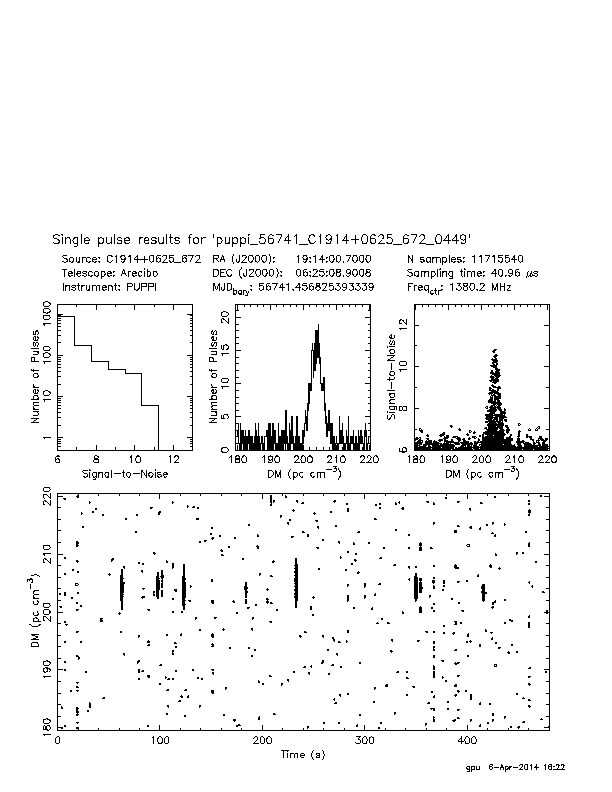 Single pulse results for 'puppi_56741_C1914+0625_672_0449'
Source: C1914+0625_672 RA (J2000): 19:14:00.7000 N samples: 11715540
Telescope: Arecibo DEC (J2000): 06:25:08.9008 Sampling time: 40.96 μs
Instrument: PUPPI MJDbary: 56741.456825393339 Freqctr: 1380.2 MHz
Number of Pulses
1 10 100 1000
6 8 10 12
Signal-to-Noise
Number of Pulses
0 5 10 15 20
180 190 200 210 220
DM (pc cm-3)
Signal-to-Noise
6 8 10 12
180 190 200 210 220
DM (pc cm-3)
DM (pc cm-3)
180 190 200 210 220
0 100 200 300 400
Time (s)
gpu 6-Apr-2014 16:22